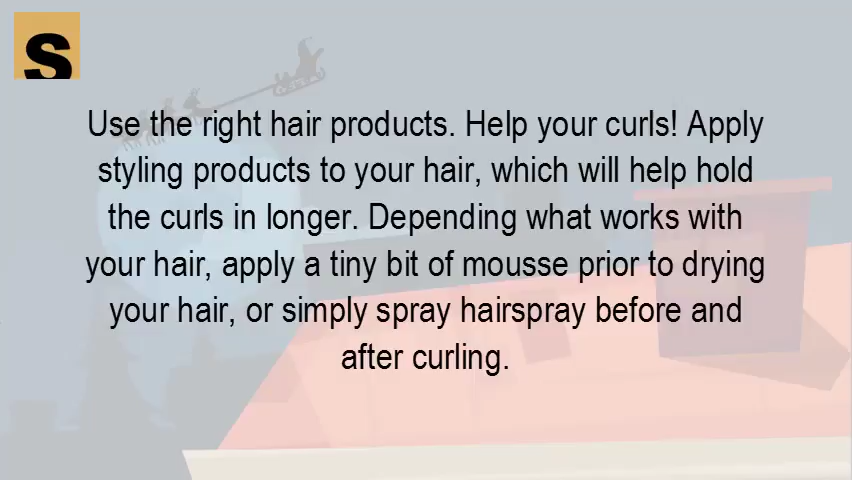 S
Use the right hair products. Help your curls! Apply
styling products to your hair, which will help hold
the curls in longer. Depending what works with
your hair, apply a tiny bit of mousse prior to drying
your hair, or simply spray hairspray before and
after curling.